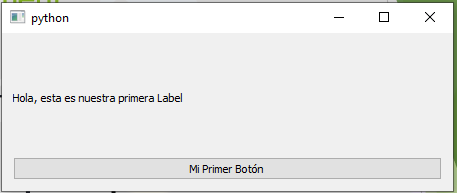 python
Hola, esta es nuestra primera Label
Mi Primer Botón